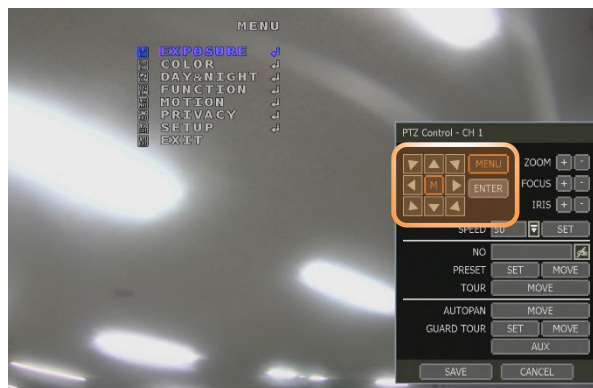 MENU
EXPOSURE
COLOR
DAY&NIGHT
FUNCTION
MOTION
PRIVACY
SETUP
EXIT
PTZ Control - CH 1
MENU ZOOM + -
M ENTER FOCUS + -
IRIS + -
SPEED 50 SET
NO
PRESET SET MOVE
TOUR MOVE
AUTOPAN MOVE
GUARD TOUR SET MOVE
AUX
SAVE CANCEL